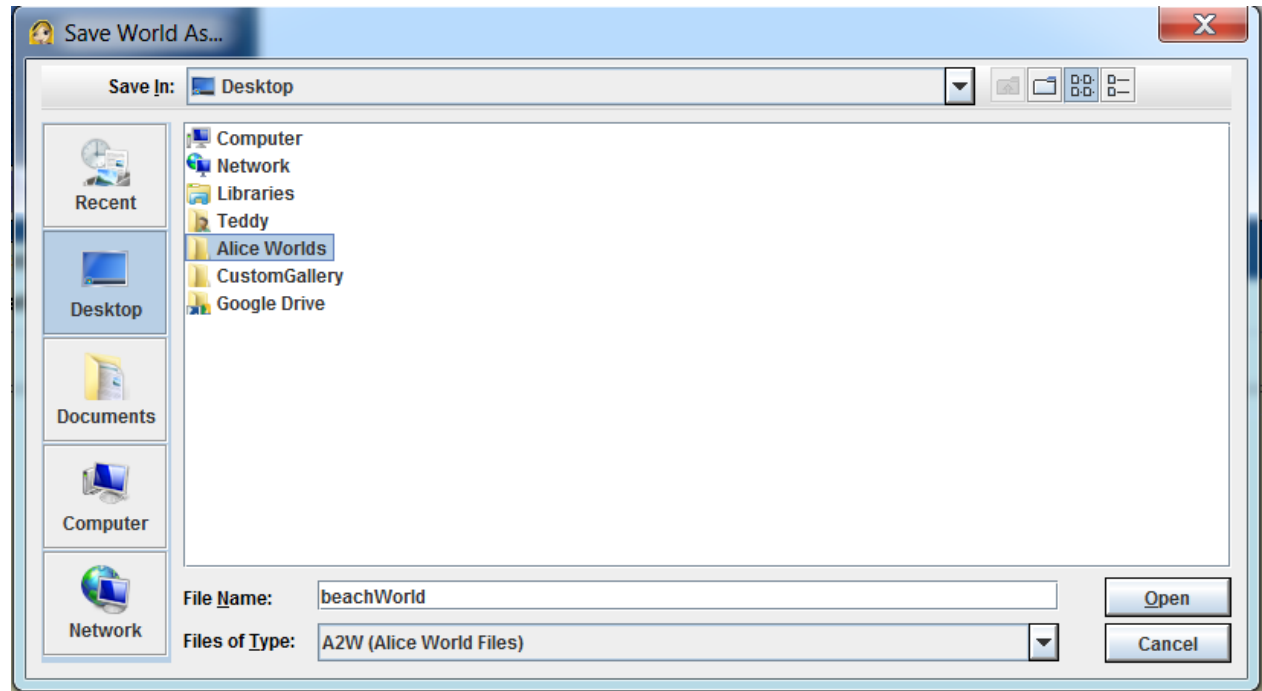 Save World As...
Save In: Desktop
Recent
Desktop
Documents
Computer
Network
Computer
Network
Libraries
Teddy
Alice Worlds
CustomGallery
Google Drive
File Name: beachWorld Open
Files of Type: A2W (Alice World Files) Cancel